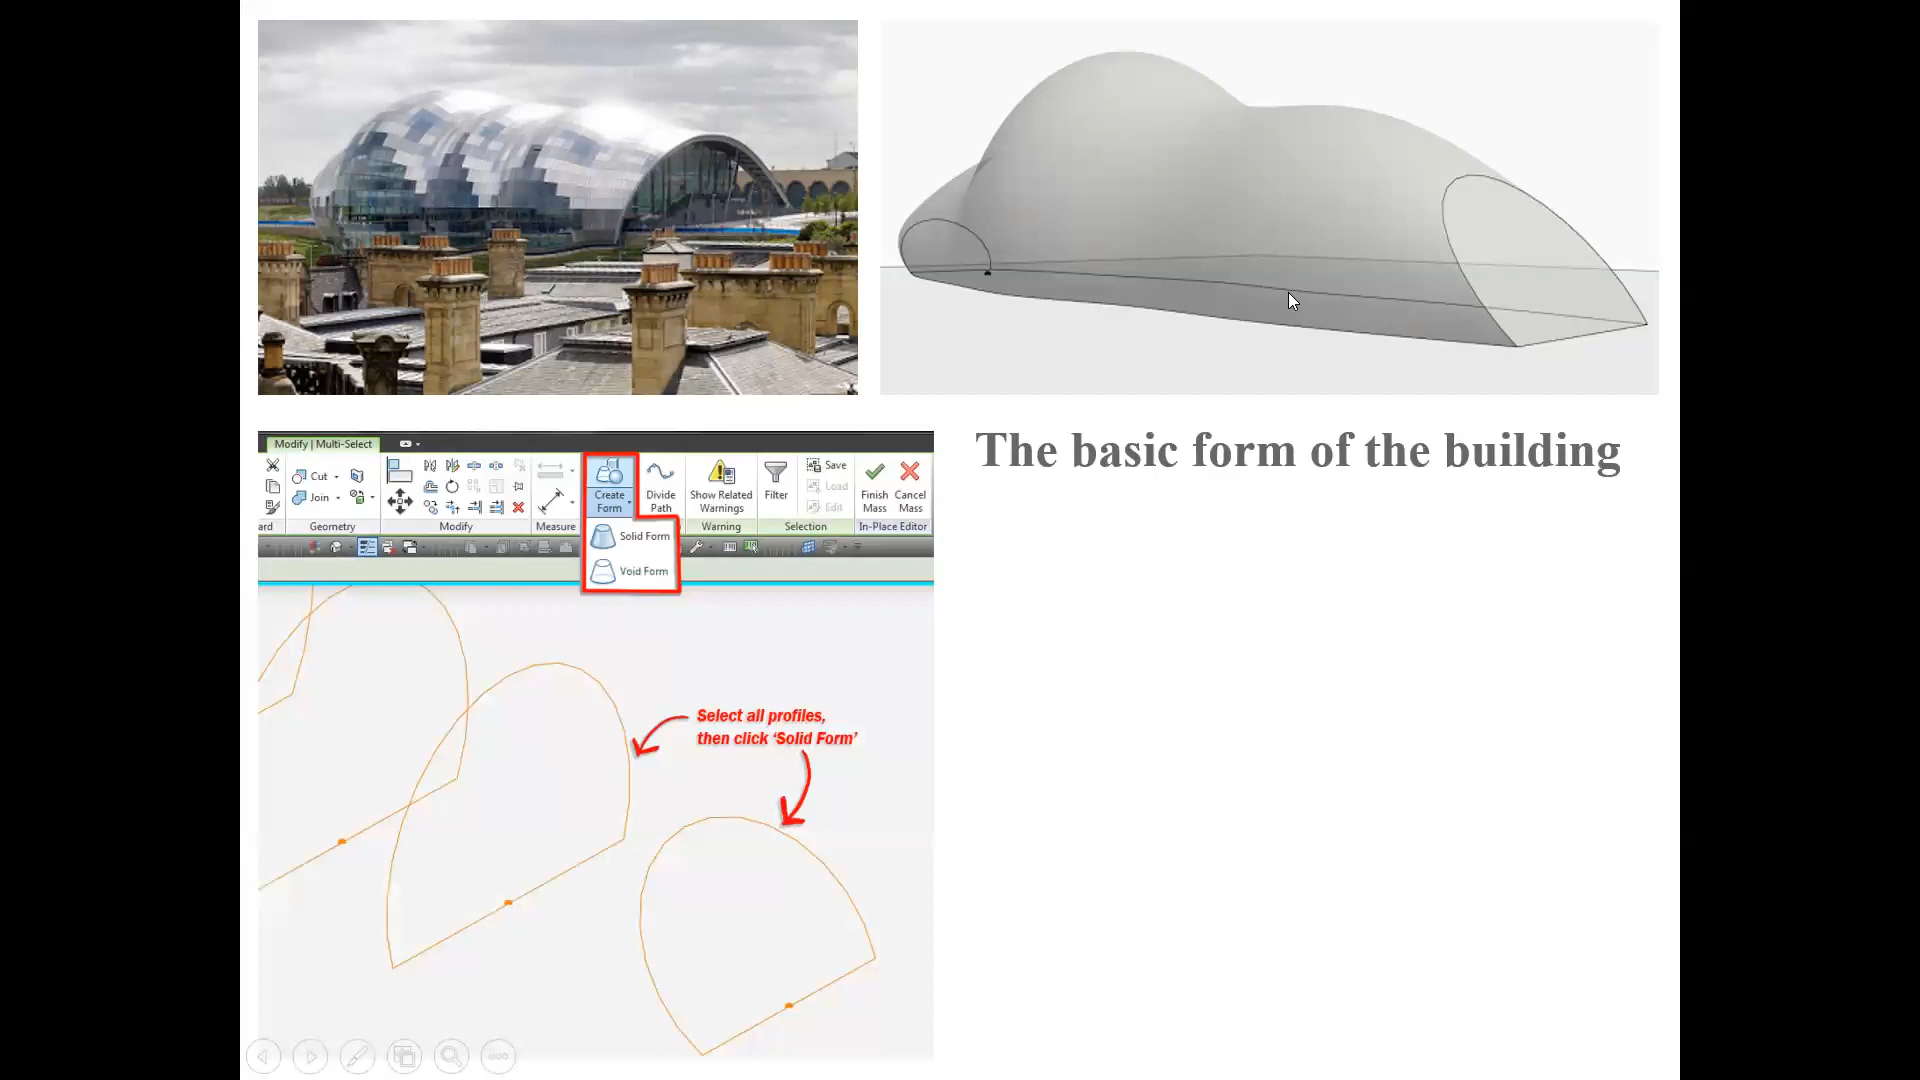 The basic form of the building
Modify | Multi-Select
Cut
Join
Create
Form
Divide
Path
Show Related
Warnings
Filter
Save
Load
Edit
Finish
Mass
Cancel
Mass
ard
Geometry
Modify
Measure
Warning
Selection
In-Place Editor
Solid Form
Void Form
Select all profiles,
then click ‘Solid Form’